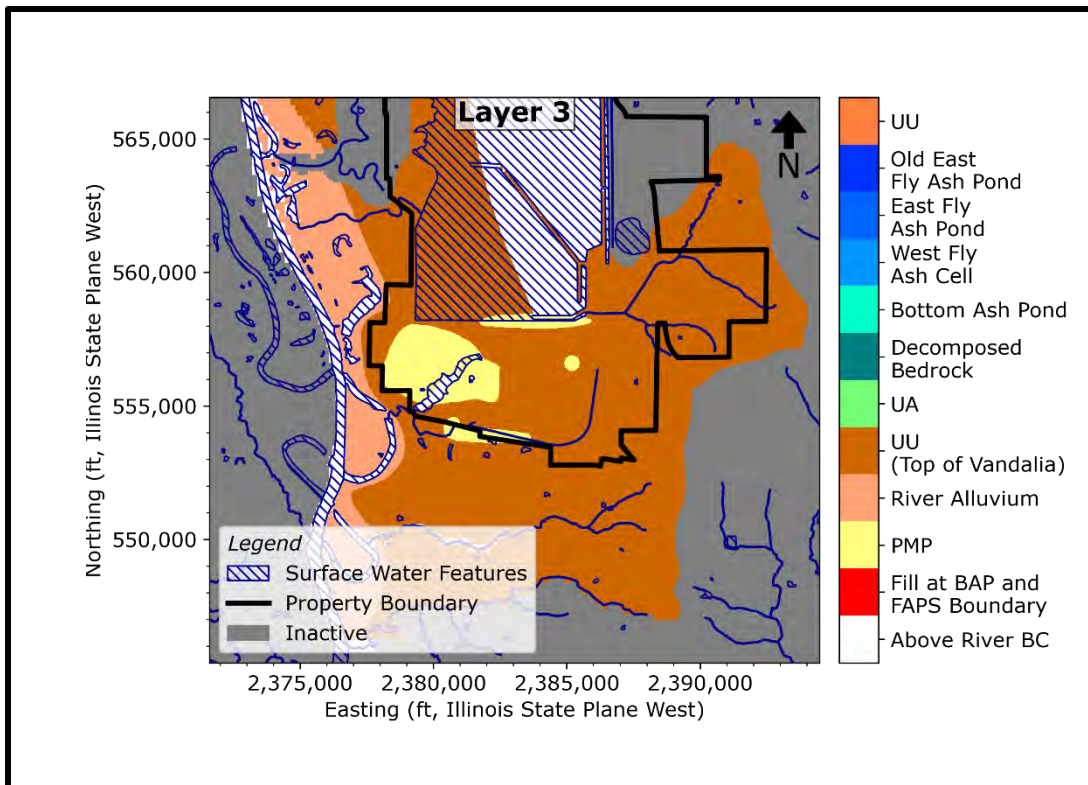 Layer 3
N
565,000
560,000
555,000
550,000
Northing (ft, Illinois State Plane West)
2,375,000 2,380,000 2,385,000 2,390,000
Easting (ft, Illinois State Plane West)
Legend
Surface Water Features
Property Boundary
Inactive
UU
Old East
Fly Ash Pond
East Fly
Ash Pond
West Fly
Ash Cell
Bottom Ash Pond
Decomposed
Bedrock
UA
UU
(Top of Vandalia)
River Alluvium
PMP
Fill at BAP and
FAPS Boundary
Above River BC